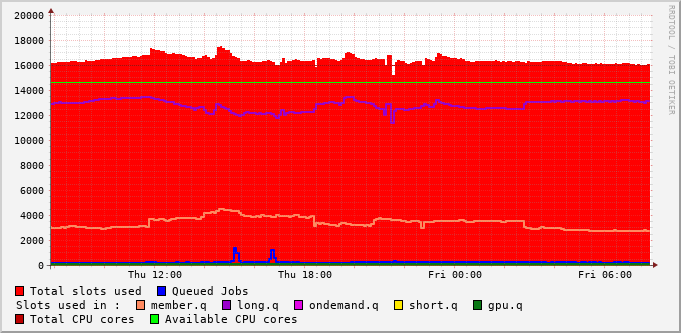 20000
18000
16000
14000
12000
10000
8000
6000
4000
2000
0
Thu 12:00 Thu 18:00 Fri 00:00 Fri 06:00
Total slots used Queued Jobs
Slots used in : member.q long.q ondemand.q short.q gpu.q
Total CPU cores Available CPU cores
RRDTOOL / TOBI OETIKER